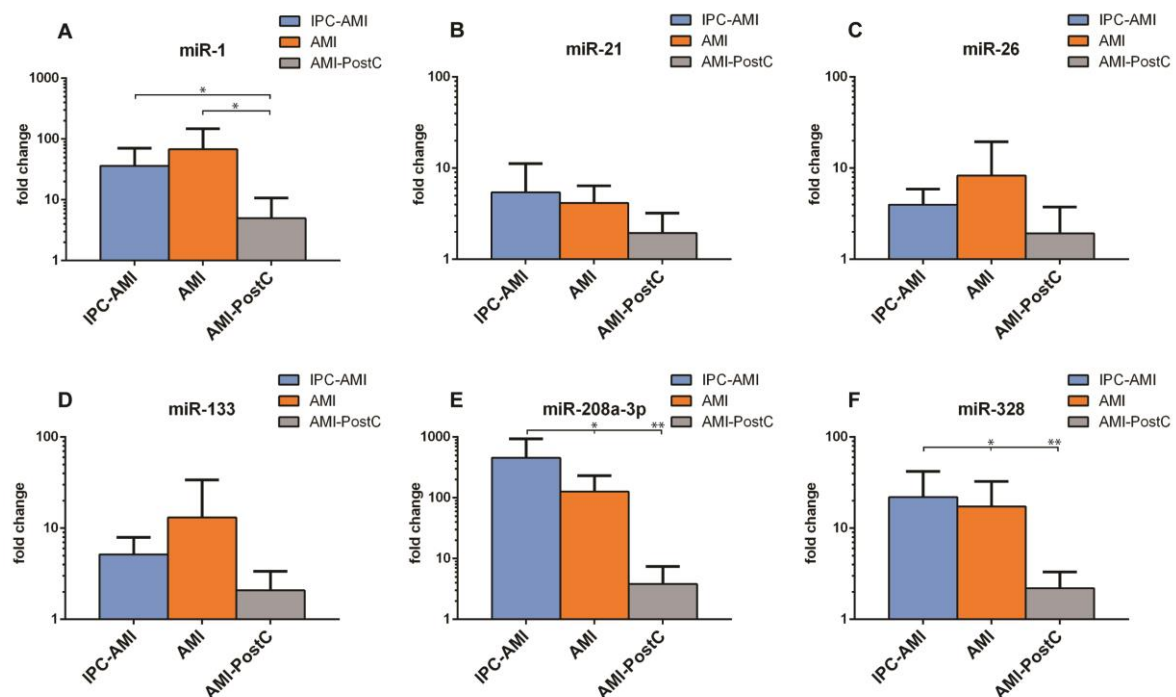 A
miR-1
IPC-AMI
AMI
AMI-PostC
fold change
1000
100
10
1
*
*
IPC-AMI
AMI
AMI-PostC
B
miR-21
IPC-AMI
AMI
AMI-PostC
fold change
100
10
1
IPC-AMI
AMI
AMI-PostC
C
miR-26
IPC-AMI
AMI
AMI-PostC
fold change
100
10
1
IPC-AMI
AMI
AMI-PostC
D
miR-133
IPC-AMI
AMI
AMI-PostC
fold change
100
10
1
IPC-AMI
AMI
AMI-PostC
E
miR-208a-3p
IPC-AMI
AMI
AMI-PostC
fold change
1000
100
10
1
* **
IPC-AMI
AMI
AMI-PostC
F
miR-328
IPC-AMI
AMI
AMI-PostC
fold change
100
10
1
* **
IPC-AMI
AMI
AMI-PostC